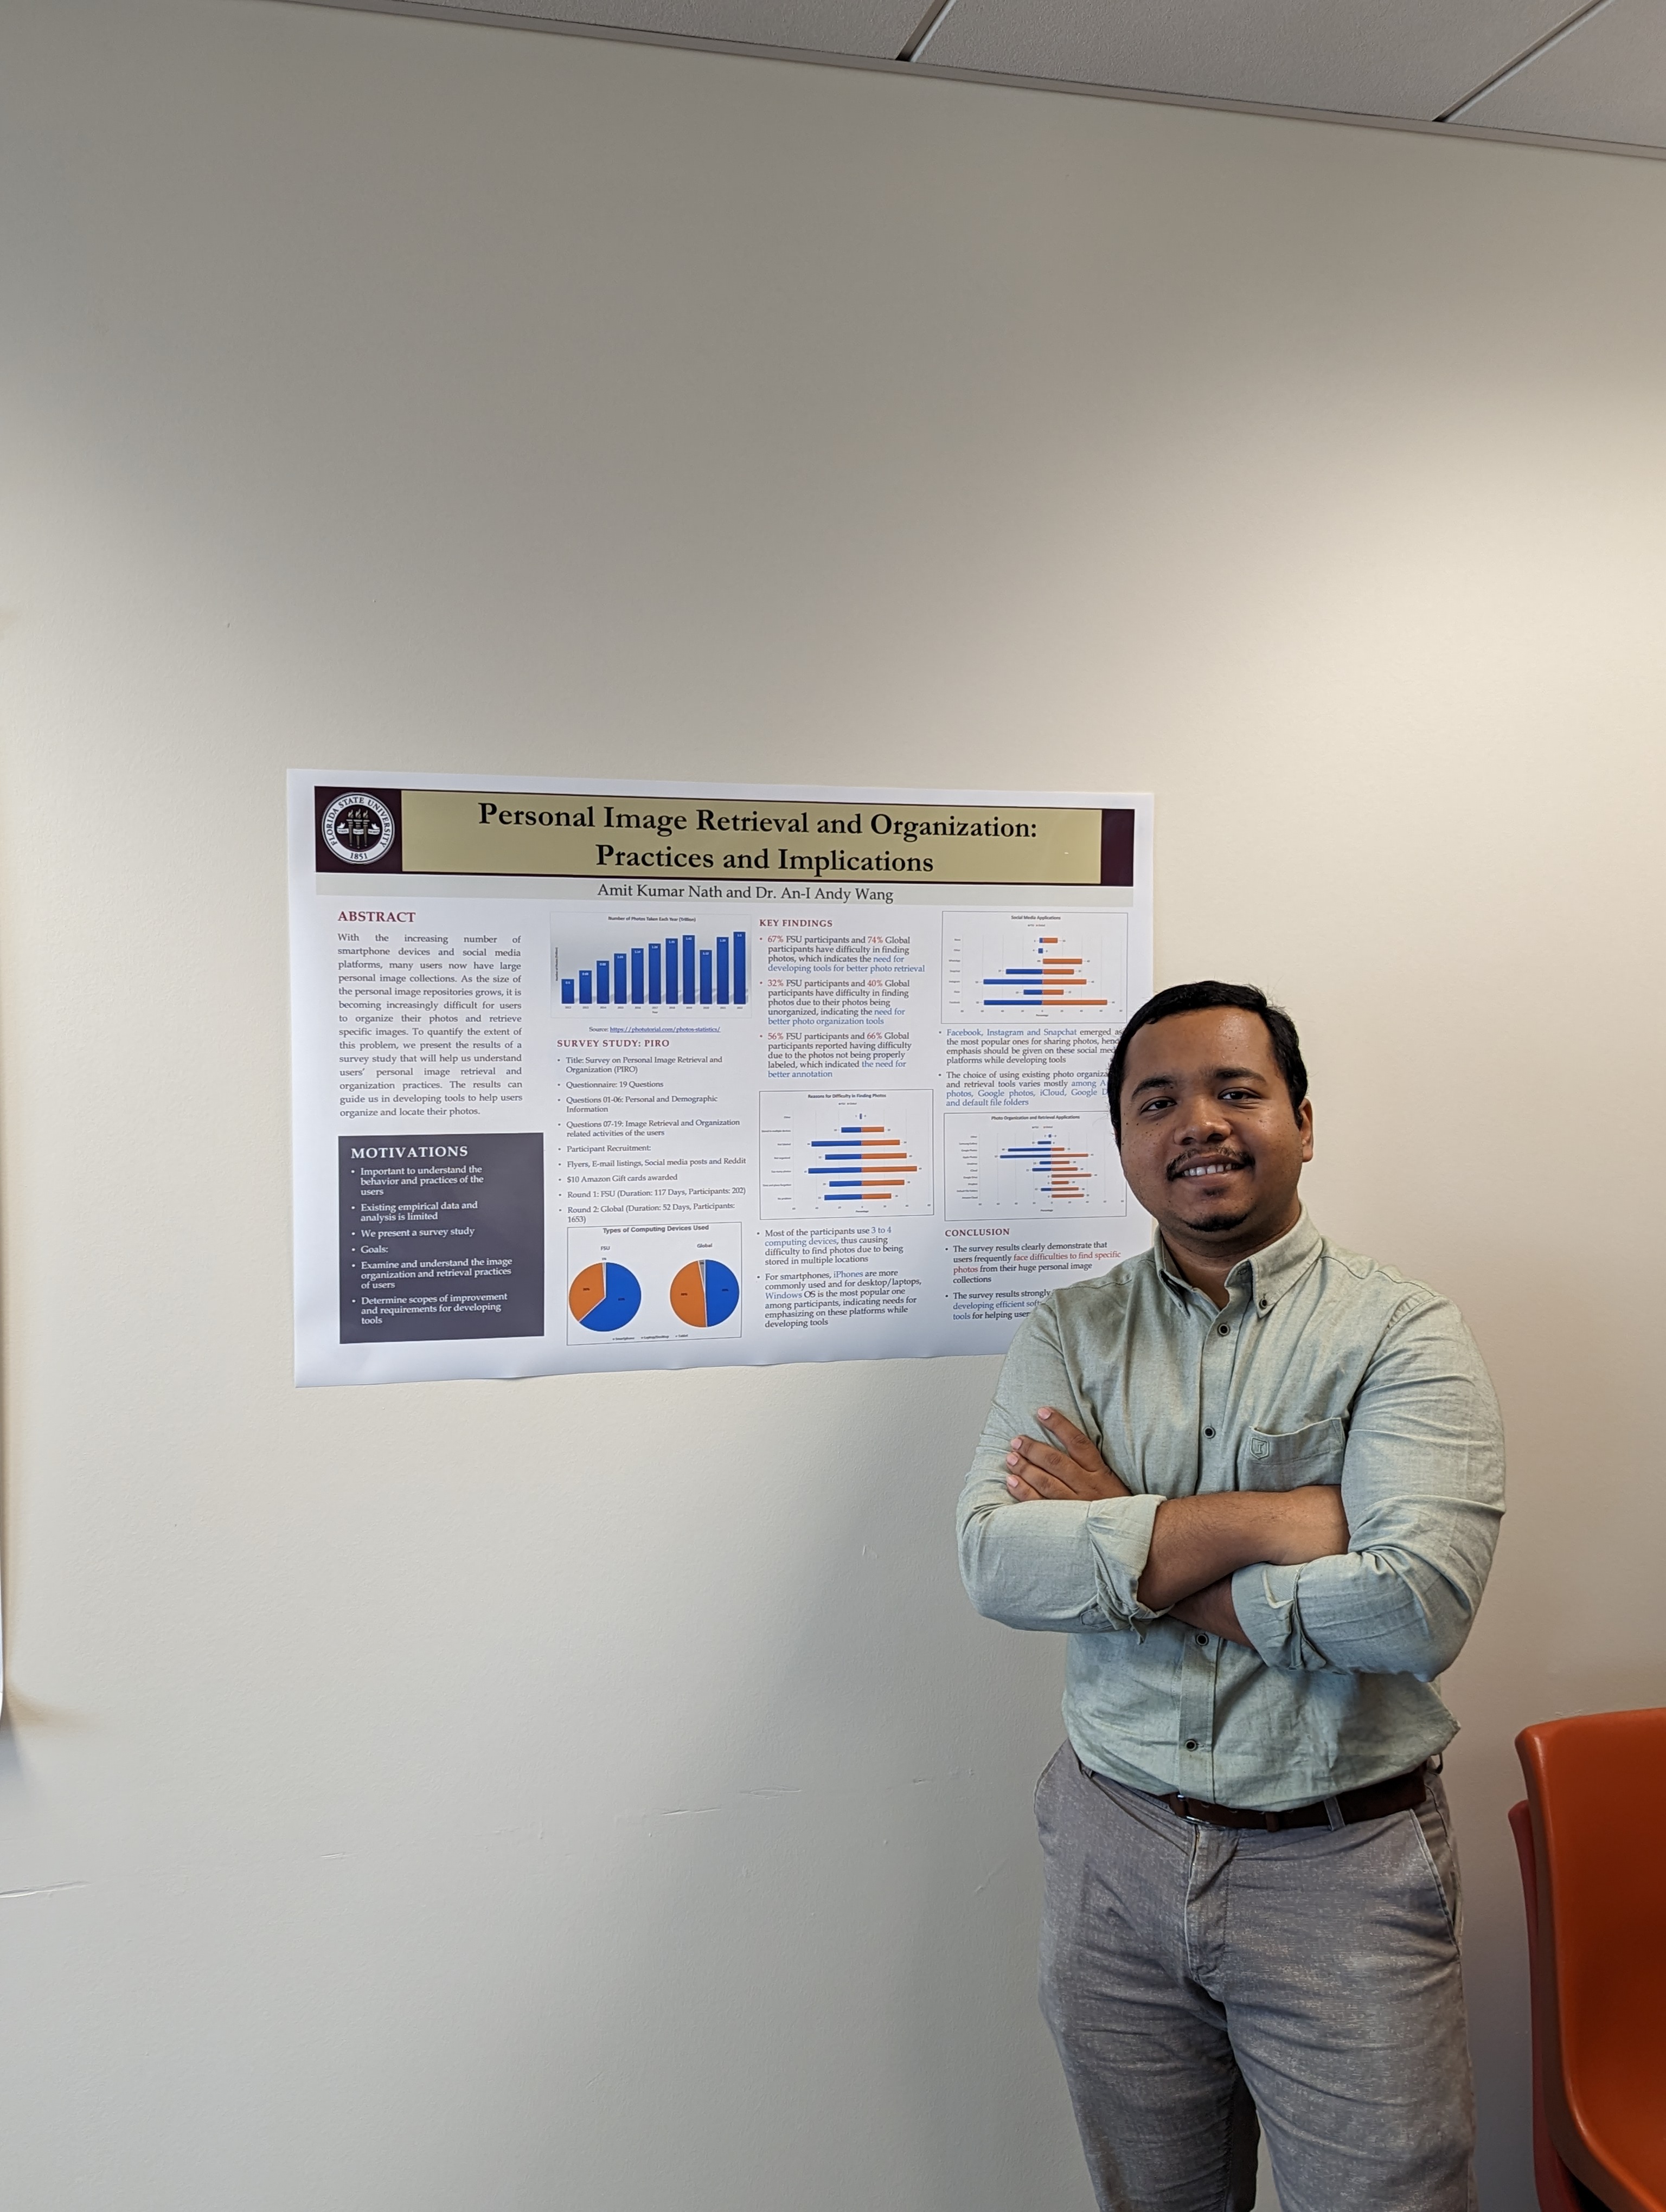 FLORIDA STATE UNIVERSITY
1851
Personal Image Retrieval and Organization:
Practices and Implications
Amit Kumar Nath and Dr. An-I Andy Wang
ABSTRACT
With the increasing number of
smartphone devices and social media
platforms, many users now have large
personal image collections. As the size of
the personal image repositories grows, it is
becoming increasingly difficult for users
to organize their photos and retrieve
specific images. To quantify the extent of
this problem, we present the results of a
survey study that will help us understand
users' personal image retrieval and
organization practices. The results can
guide us in developing tools to help users
organize and locate their photos.
MOTIVATIONS
• Important to understand the
behavior and practices of the
users
• Existing empirical data and
analysis is limited
• We present a survey study
• Goals:
• Examine and understand the image
organization and retrieval practices
of users
• Determine scopes of improvement
and requirements for developing
tools
Number of Photos Taken Each Year (Trillion)
Source: https://phototutorial.com/photos-statistics/
SURVEY STUDY: PIRO
• Title: Survey on Personal Image Retrieval and
Organization (PIRO)
• Questionnaire: 19 Questions
• Questions 01-06: Personal and Demographic
Information
• Questions 07-19: Image Retrieval and Organization
related activities of the users
• Participant Recruitment:
• Flyers, E-mail listings, Social media posts and Reddit
• $10 Amazon Gift cards awarded
• Round 1: FSU (Duration: 117 Days, Participants: 202)
• Round 2: Global (Duration: 52 Days, Participants:
1653)
Types of Computing Devices Used
FSU
Global
KEY FINDINGS
• 67% FSU participants and 74% Global
participants have difficulty in finding
photos, which indicates the need for
developing tools for better photo retrieval
• 32% FSU participants and 40% Global
participants have difficulty in finding
photos due to their photos being
unorganized, indicating the need for
better photo organization tools
• 56% FSU participants and 66% Global
participants reported having difficulty
due to the photos not being properly
labeled, which indicated the need for
better annotation
Reasons for Difficulty in Finding Photos
• Most of the participants use 3 to 4
computing devices, thus causing
difficulty to find photos due to being
stored in multiple locations
• For smartphones, iPhones are more
commonly used and for desktop/laptops,
Windows OS is the most popular one
among participants, indicating needs for
emphasizing on these platforms while
developing tools
Social Media Applications
• Facebook, Instagram and Snapchat emerged as
the most popular ones for sharing photos,
emphasis should be given on these social
platforms while developing tools
• The choice of using existing photo
and retrieval tools varies mostly among
photos, Google photos, iCloud, Google
and default file folders
Photo Organization and Retrieval Applications
CONCLUSION
• The survey results clearly demonstrate that
users frequently face difficulties to find specific
photos from their huge personal image
collections
• The survey results strongly
developing efficient
tools for helping